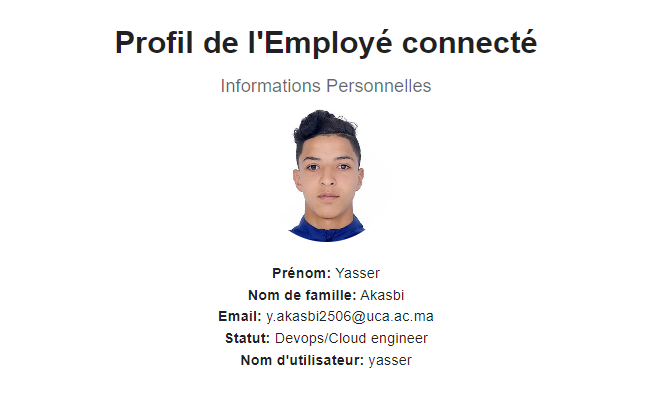 Profil de l'Employé connecté
Informations Personnelles
Prénom: Yasser
Nom de famille: Akasbi
Email: y.akasbi2506@uca.ac.ma
Statut: Devops/Cloud engineer
Nom d'utilisateur: yasser